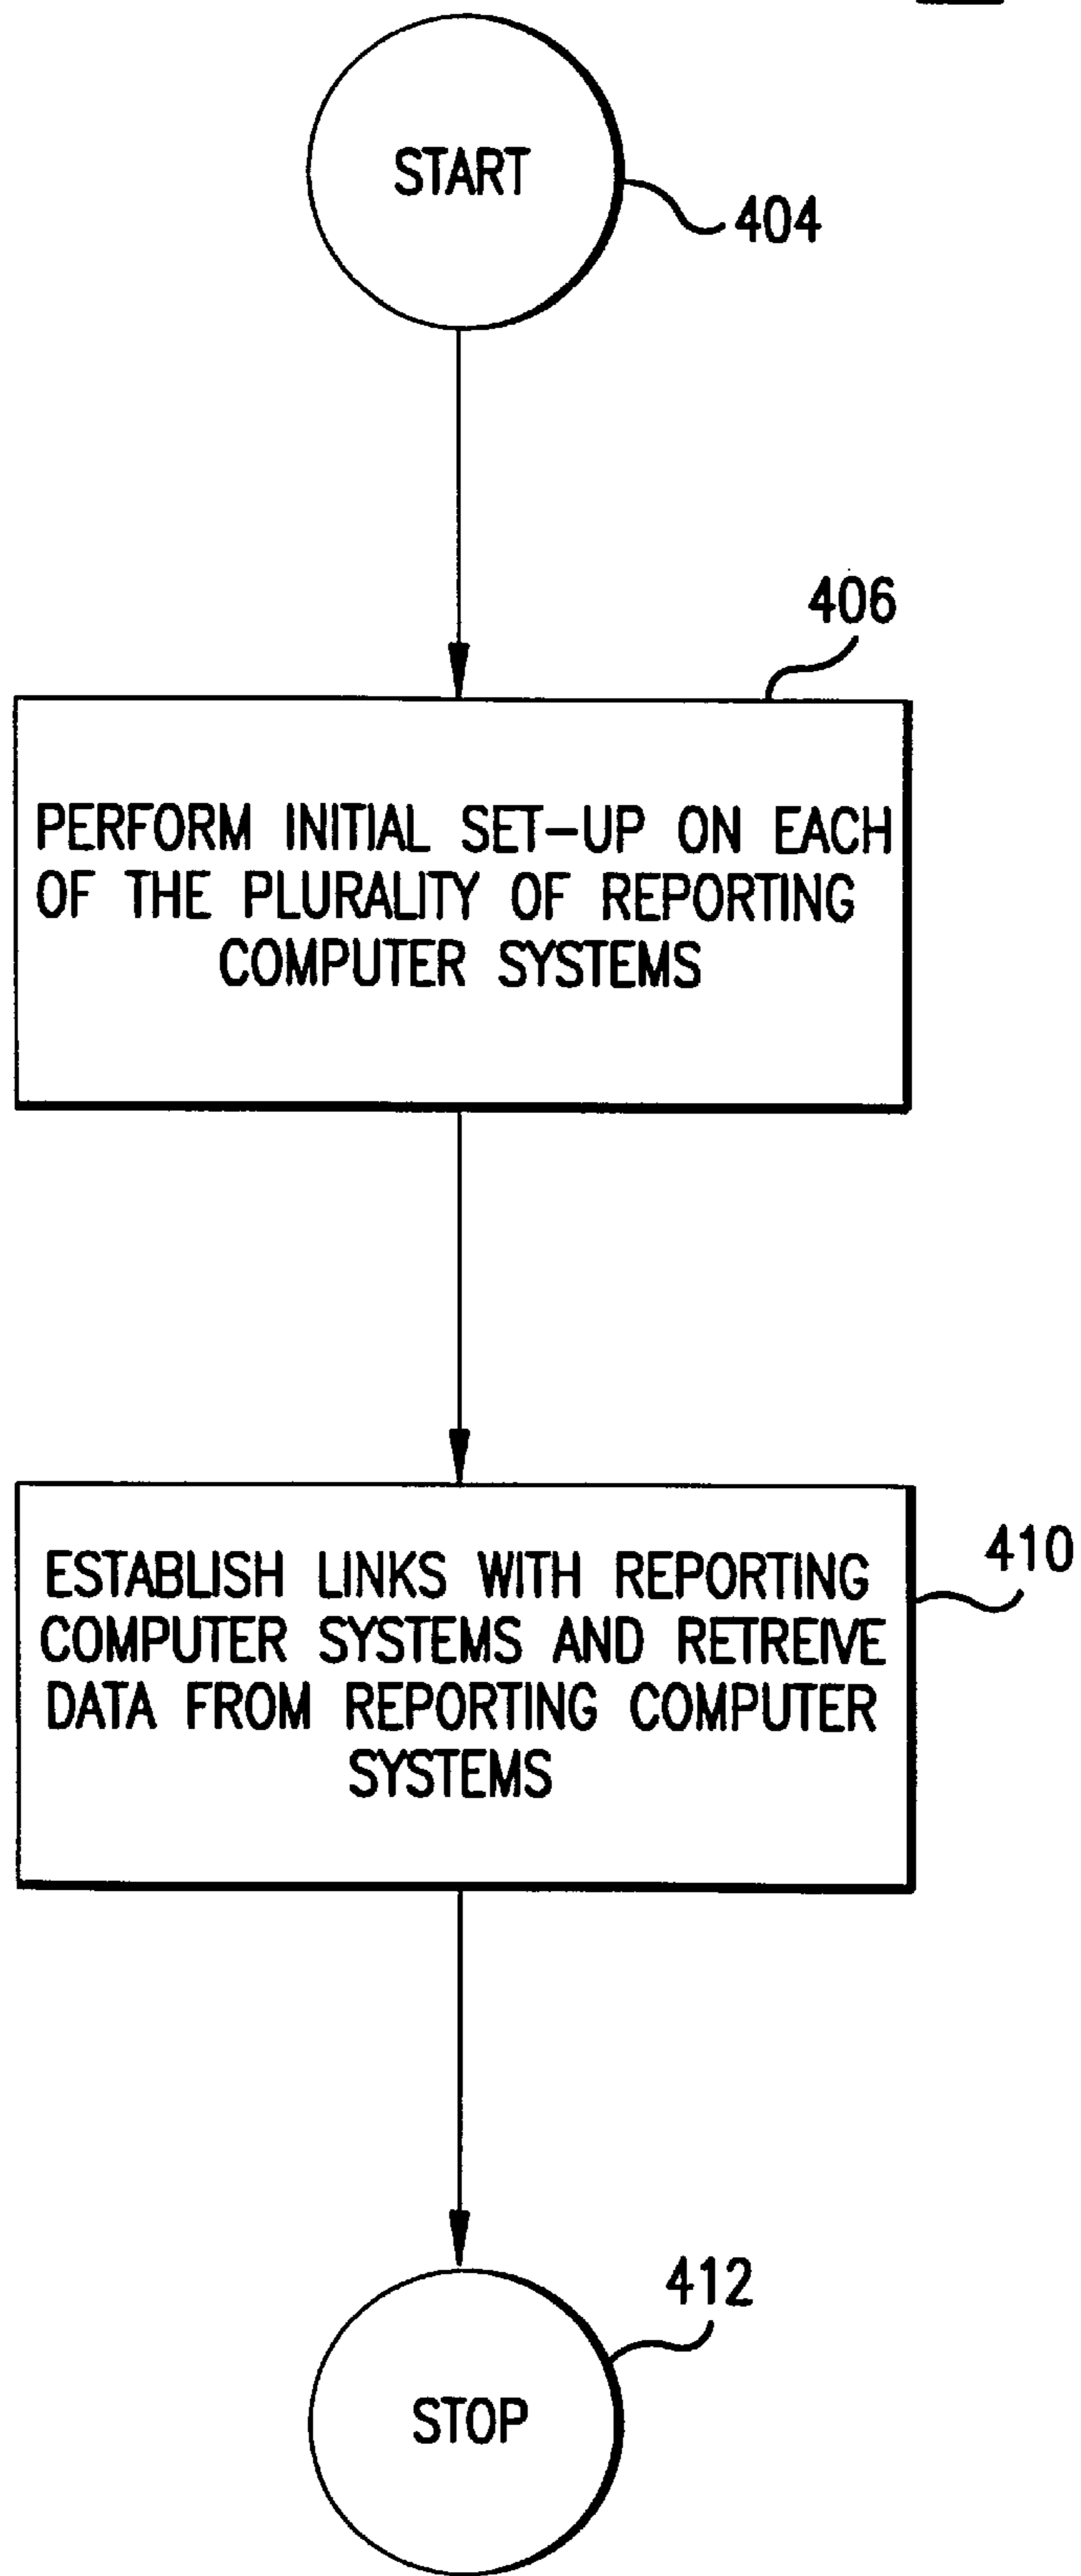 START
404
406
PERFORM INITIAL SET-UP ON EACH
OF THE PLURALITY OF REPORTING
COMPUTER SYSTEMS
ESTABLISH LINKS WITH REPORTING
COMPUTER SYSTEMS AND RETREIVE
DATA FROM REPORTING COMPUTER
SYSTEMS
410
412
STOP